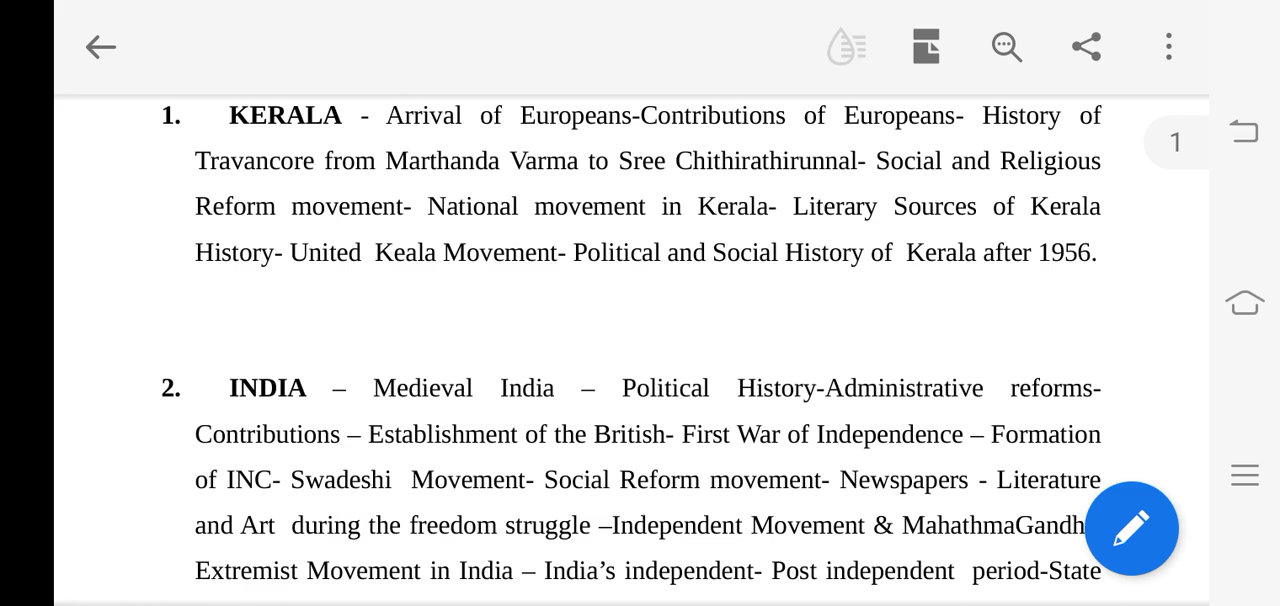 1
1. KERALA - Arrival of Europeans-Contributions of Europeans- History of
Travancore from Marthanda Varma to Sree Chithirathirunnal- Social and Religious
Reform movement- National movement in Kerala- Literary Sources of Kerala
History- United Keala Movement- Political and Social History of Kerala after 1956.
2. INDIA – Medieval India – Political History-Administrative reforms-
Contributions – Establishment of the British- First War of Independence – Formation
of INC- Swadeshi Movement- Social Reform movement- Newspapers - Literature
and Art during the freedom struggle –Independent Movement & MahathmaGandh
Extremist Movement in India – India’s independent- Post independent period-State